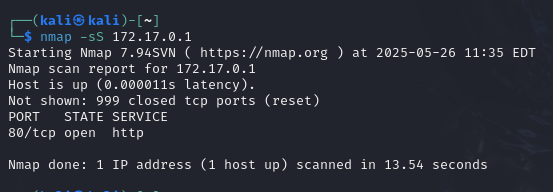 ┌──(kali㉿kali)-[~]
└─$ nmap -sS 172.17.0.1
Starting Nmap 7.94SVN ( https://nmap.org ) at 2025-05-26 11:35 EDT
Nmap scan report for 172.17.0.1
Host is up (0.000011s latency).
Not shown: 999 closed tcp ports (reset)
PORT   STATE SERVICE
80/tcp open  http
Nmap done: 1 IP address (1 host up) scanned in 13.54 seconds